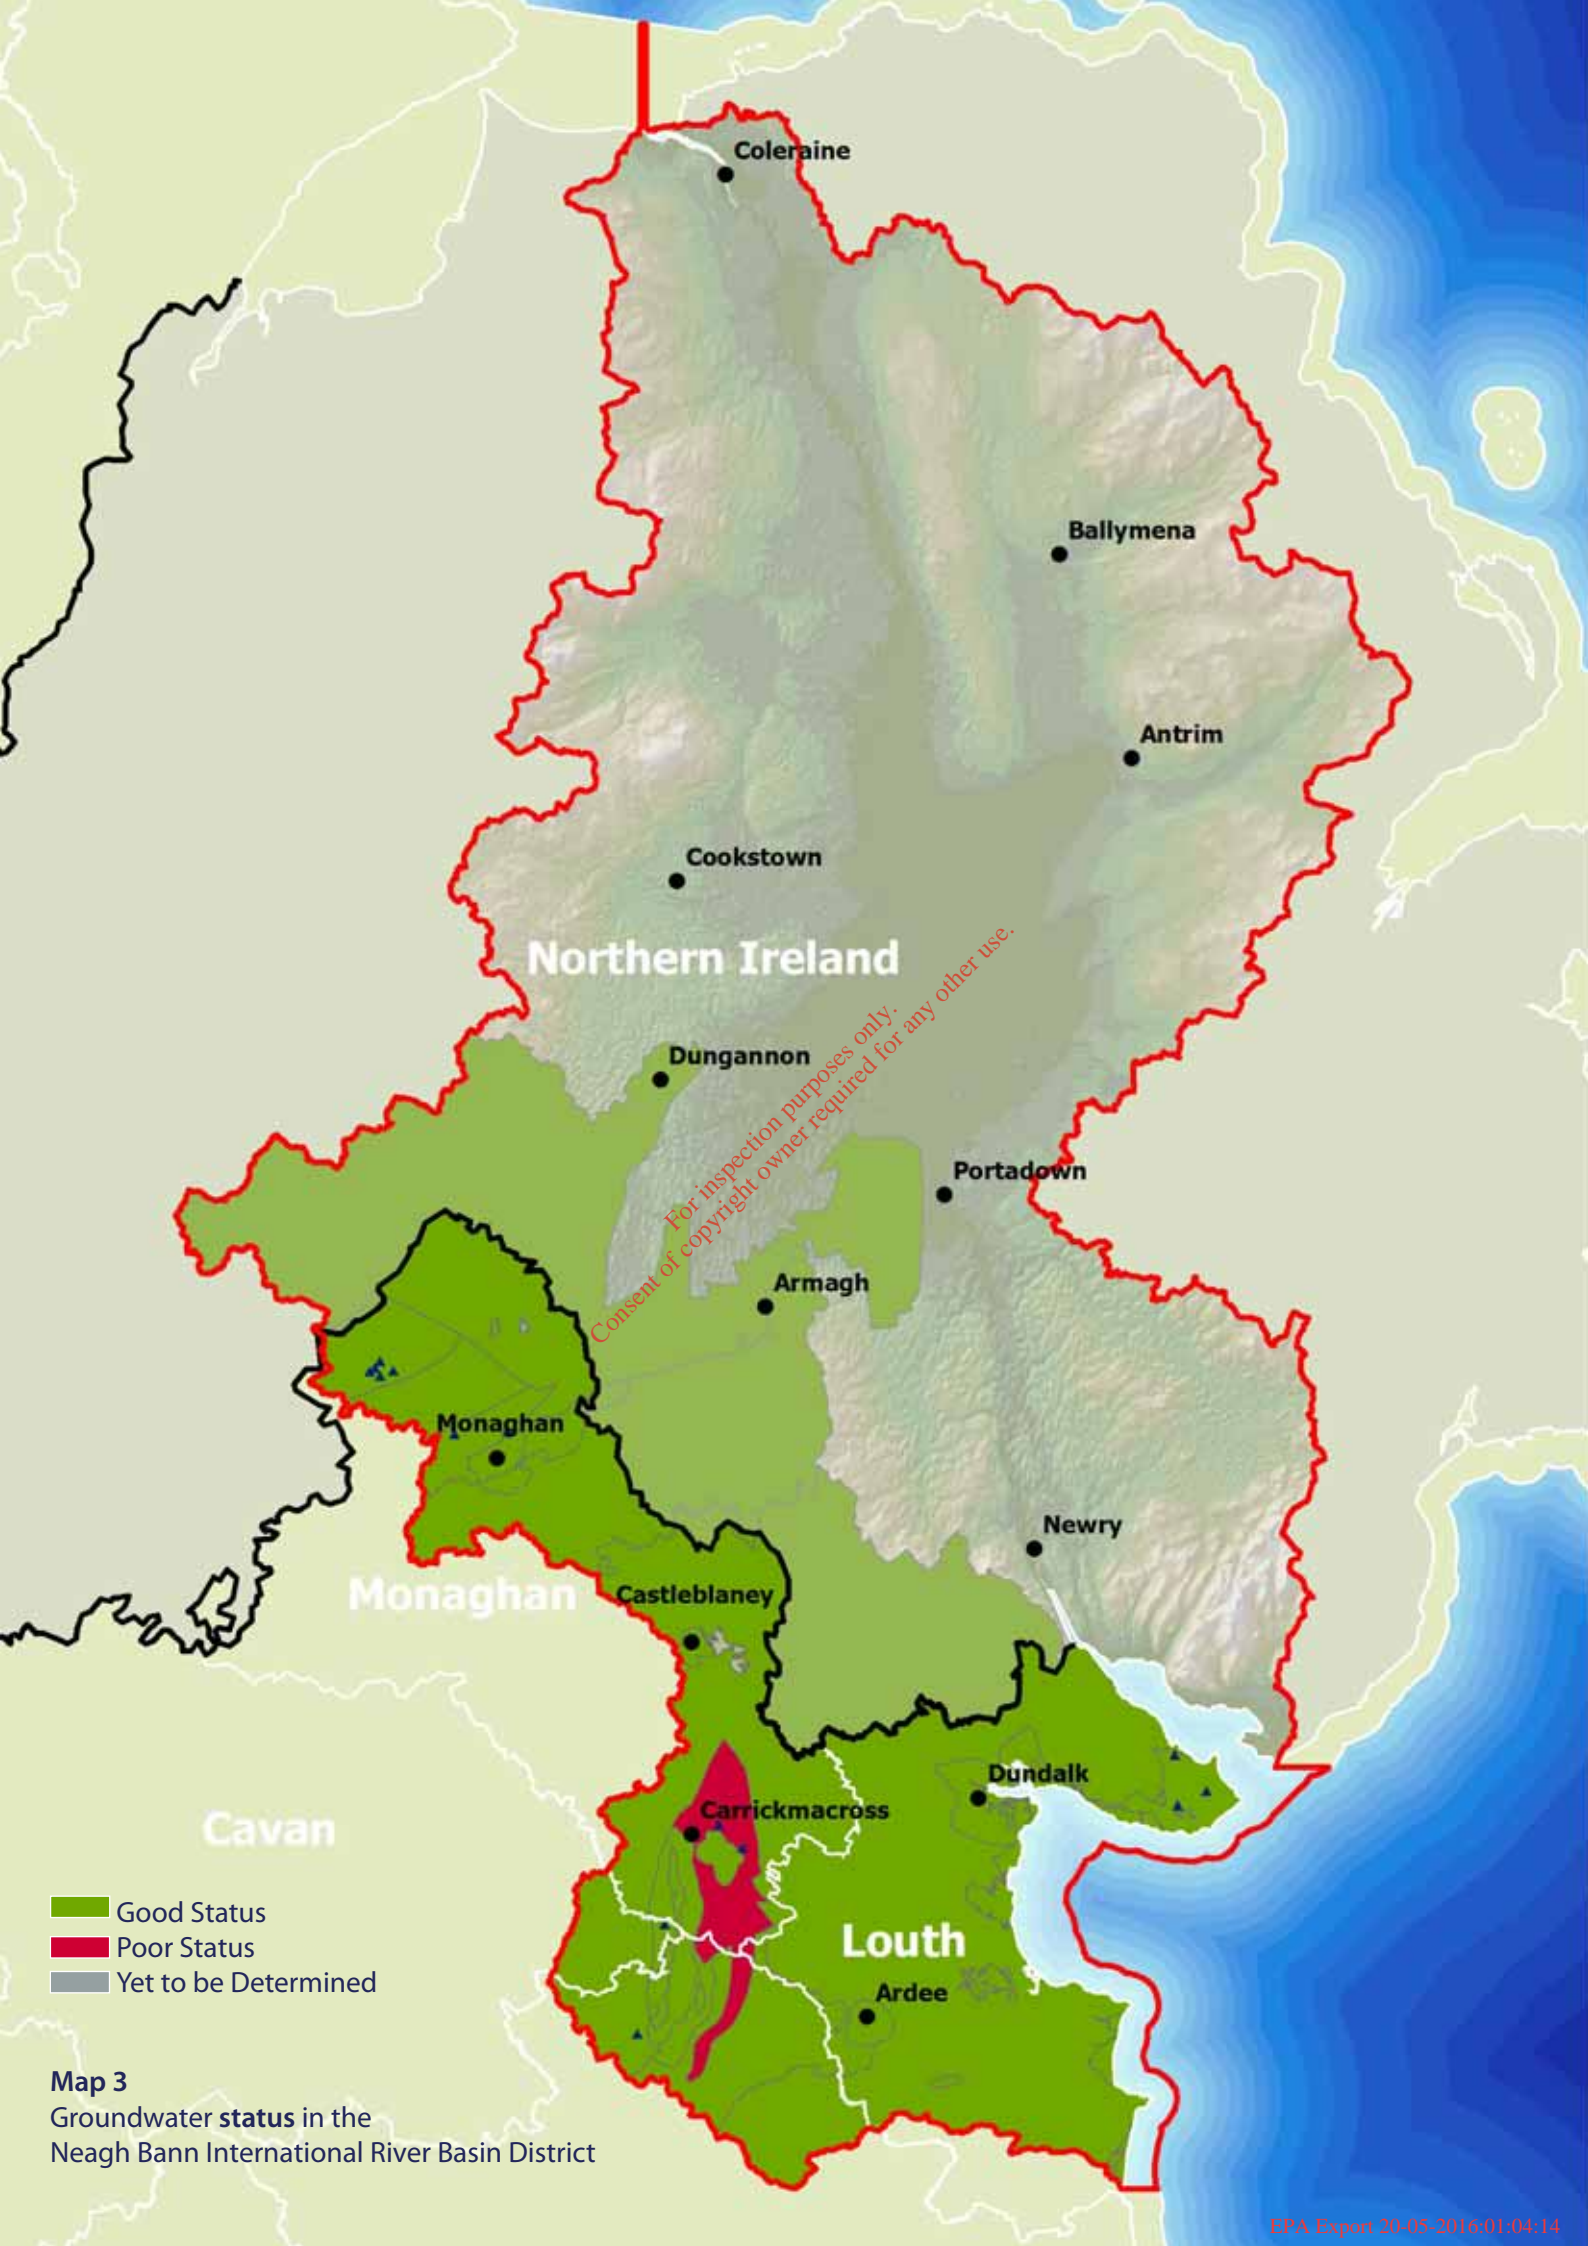 Coleraine
Ballymena
Antrim
Cookstown
Northern Ireland
Dungannon
For inspection purposes only.
Consent of copyright owner required for any other use.
Portadown
Armagh
Monaghan
Newry
Monaghan
Castleblaney
Dundalk
Carrickmacross
Cavan
Louth
Ardee
Good Status
Poor Status
Yet to be Determined
Map 3
Groundwater status in the
Neagh Bann International River Basin District
EPA Export 20-05-2016:01:04:14